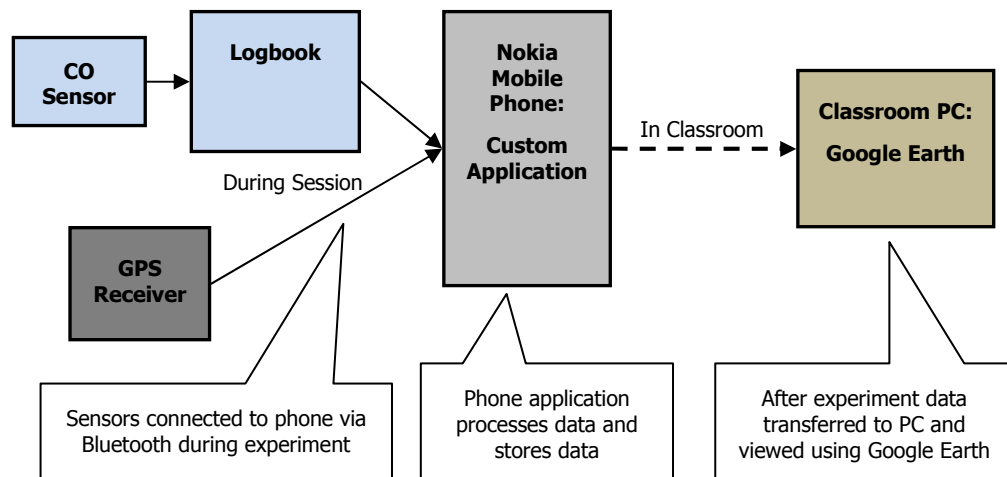 CO
Sensor
Logbook
Nokia
Mobile
Phone:
Custom
Application
In Classroom
Classroom PC:
Google Earth
During Session
GPS
Receiver
Sensors connected to phone via
Bluetooth during experiment
Phone application
processes data and
stores data
After experiment data
transferred to PC and
viewed using Google Earth